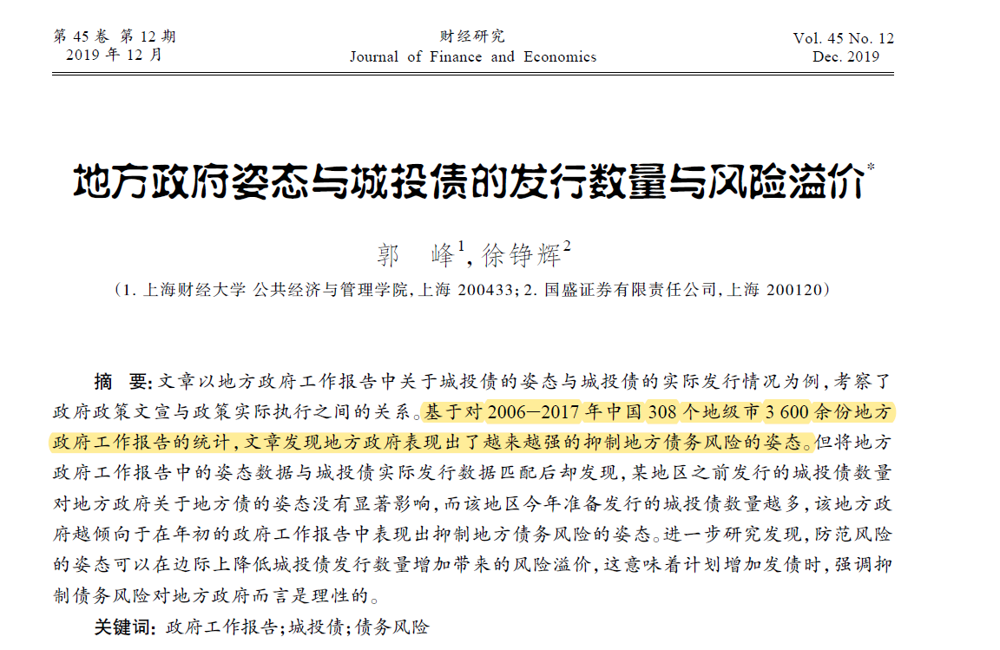 第 45 卷 第 12 期 财经研究 Vol. 45 No. 12
2019 年 12 月 Journal of Finance and Economics Dec. 2019
地方政府姿态与城投债的发行数量与风险溢价*
郭 峰1, 徐铮辉2
(1. 上海财经大学 公共经济与管理学院, 上海 200433; 2. 国盛证券有限责任公司, 上海 200120)
摘 要: 文章以地方政府工作报告中关于城投债的姿态与城投债的实际发行情况为例, 考察了
政府政策文宣与政策实际执行之间的关系。基于对 2006—2017 年中国 308 个地级市 3 600 余份地方
政府工作报告的统计, 文章发现地方政府表现出了越来越强的抑制地方债务风险的姿态。但将地方
政府工作报告中的姿态数据与城投债实际发行数据匹配后却发现, 某地区之前发行的城投债数量
对地方政府关于地方债的姿态没有显著影响, 而该地区今年准备发行的城投债数量越多, 该地方政
府越倾向于在年初的政府工作报告中表现出抑制地方债务风险的姿态。进一步研究发现, 防范风险
的姿态可以在边际上降低城投债发行数量增加带来的风险溢价, 这意味着计划增加发债时, 强调抑
制债务风险对地方政府而言是理性的。
关键词: 政府工作报告; 城投债; 债务风险